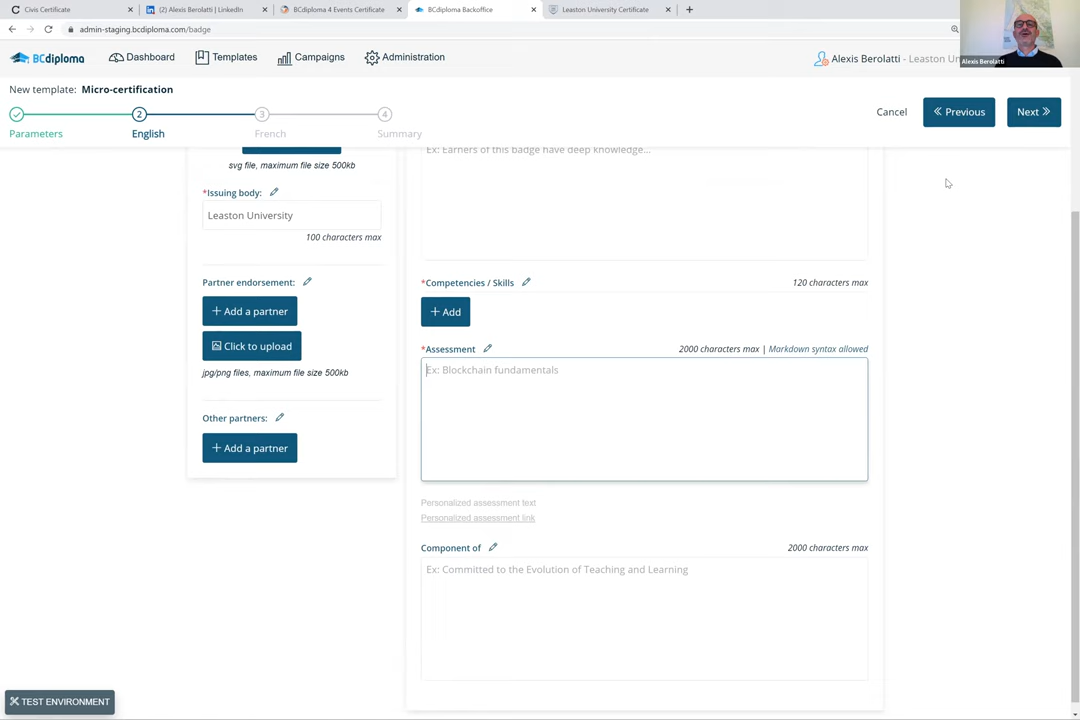 Civis Certificate
(2) Alexis Berolatti | LinkedIn
BCdiploma 4 Events Certificate
BCdiploma Backoffice
Leaston University Certificate
admin-staging.bcdiploma.com/badge
BCdiploma
Dashboard
Templates
Campaigns
Administration
Alexis Berolatti - Leaston Un
Alexis Berolatti
New template: Micro-certification
2
3
4
Parameters
English
French
Summary
Cancel
Previous
Next
svg file, maximum file size 500kb
*Issuing body:
Leaston University
100 characters max
Partner endorsement:
+ Add a partner
Click to upload
jpg/png files, maximum file size 500kb
Other partners:
+ Add a partner
Ex: Earners of this badge have deep knowledge...
*Competencies / Skills
120 characters max
+ Add
*Assessment
2000 characters max | Markdown syntax allowed
Ex: Blockchain fundamentals
Personalized assessment text
Personalized assessment link
Component of
2000 characters max
Ex: Committed to the Evolution of Teaching and Learning
TEST ENVIRONMENT